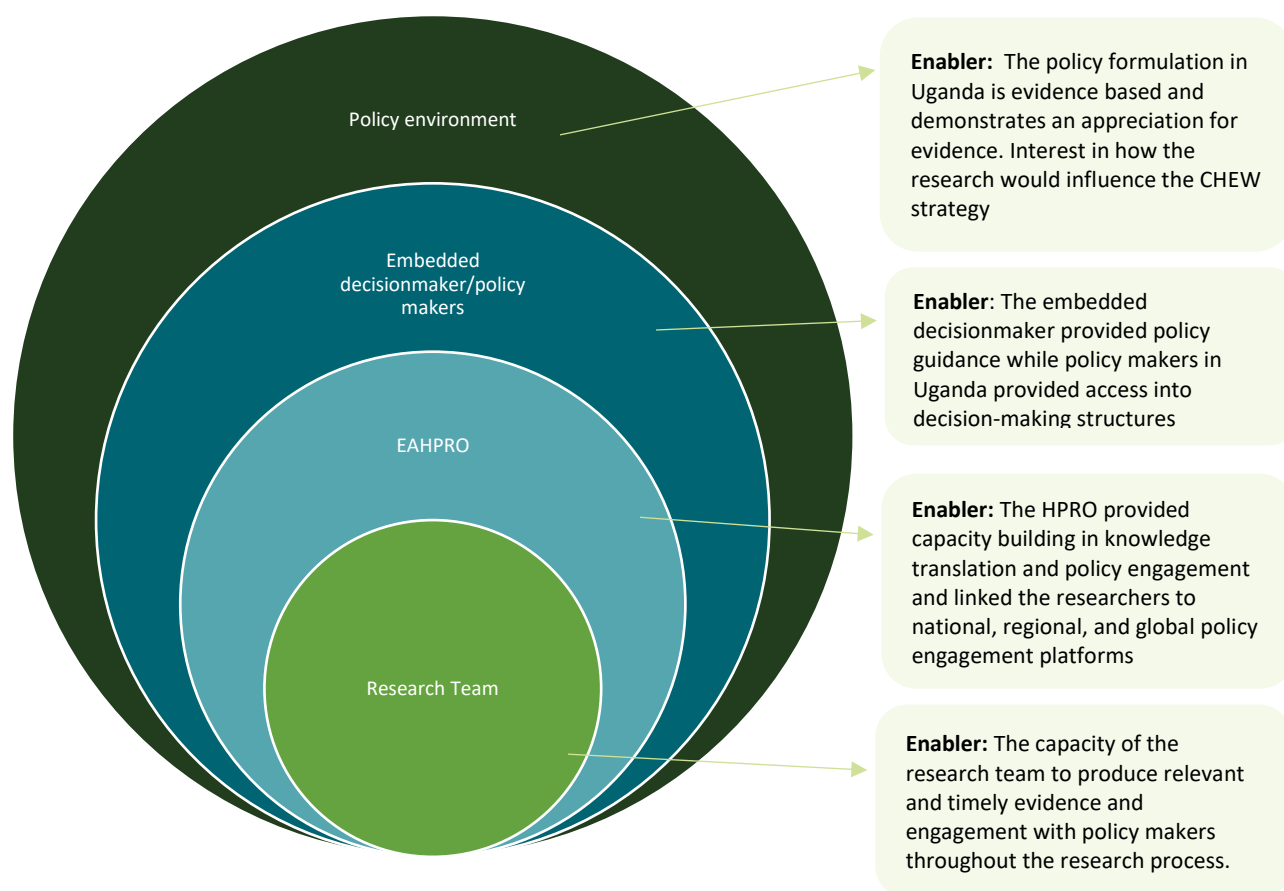 Policy environment
Embedded
decisionmaker/policy
makers
EAHPRO
Research Team
Enabler:  The policy formulation in
Uganda is evidence based and
demonstrates an appreciation for
evidence. Interest in how the
research would influence the CHEW
strategy
Enabler: The embedded
decisionmaker provided policy
guidance while policy makers in
Uganda provided access into
decision-making structures
Enabler: The HPRO provided
capacity building in knowledge
translation and policy engagement
and linked the researchers to
national, regional, and global policy
engagement platforms
Enabler: The capacity of the
research team to produce relevant
and timely evidence and
engagement with policy makers
throughout the research process.